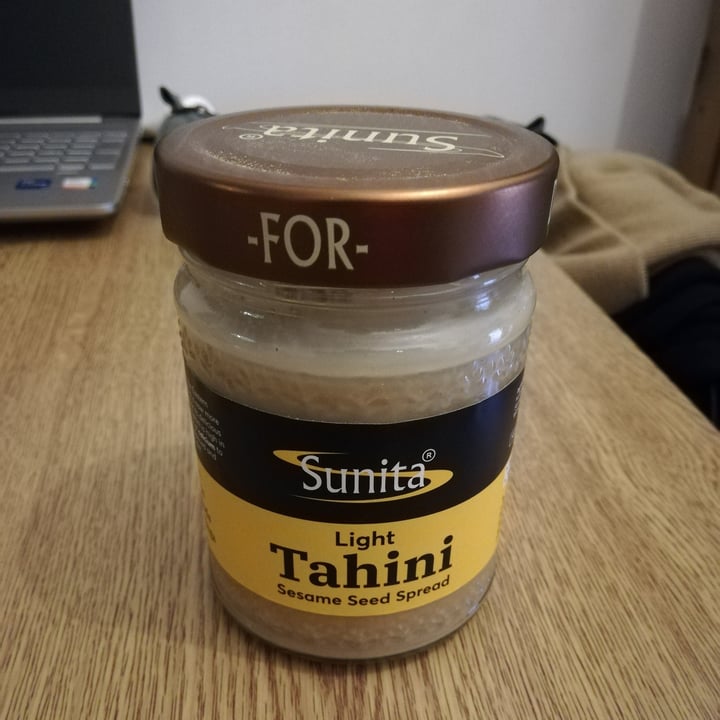 Sunita®
-FOR-
Sunita®
Light
Tahini
Sesame Seed Spread